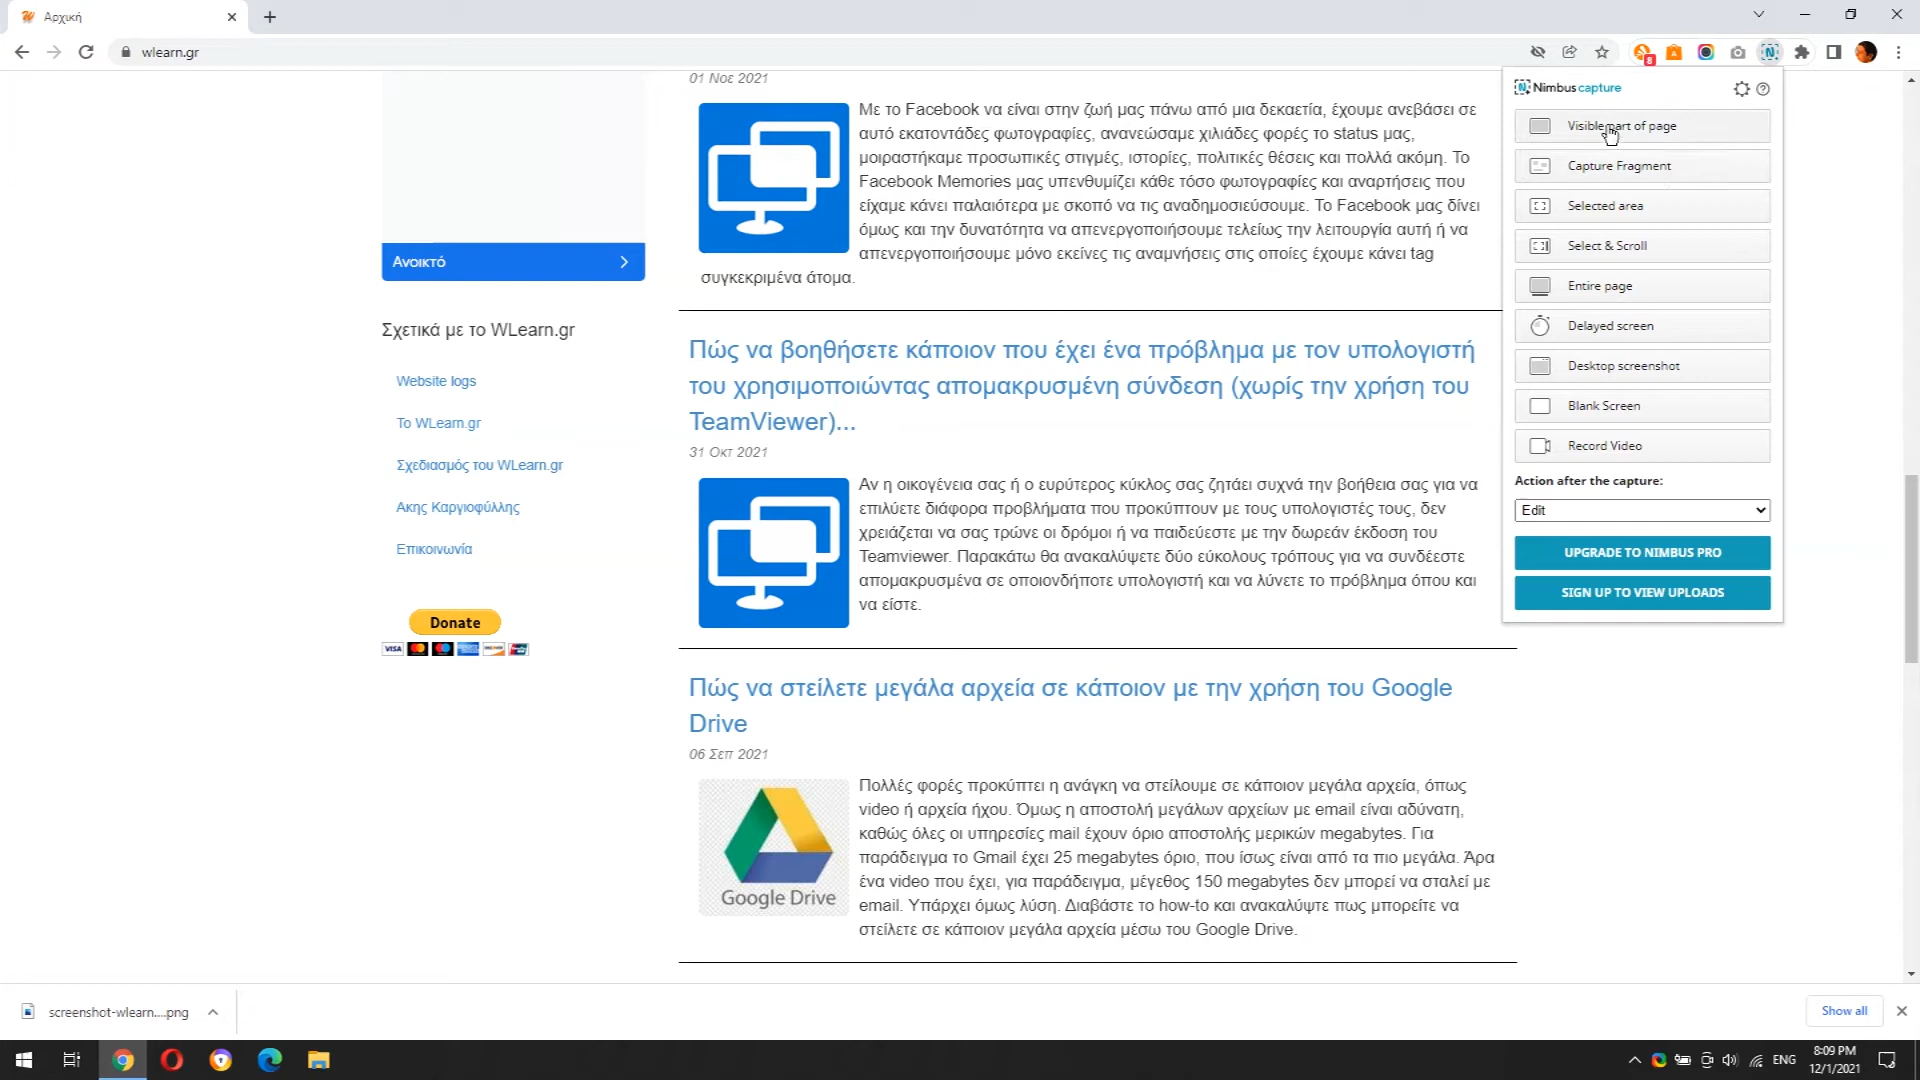 Αρχική
wlearn.gr
8
01 Νοε 2021
Με το Facebook να είναι στην ζωή μας πάνω από μια δεκαετία, έχουμε ανεβάσει σε
αυτό εκατοντάδες φωτογραφίες, ανανεώσαμε χιλιάδες φορές το status μας,
μοιραστήκαμε προσωπικές στιγμές, ιστορίες, πολιτικές θέσεις και πολλά ακόμη. Το
Facebook Memories μας υπενθυμίζει κάθε τόσο φωτογραφίες και αναρτήσεις που
είχαμε κάνει παλαιότερα με σκοπό να τις αναδημοσιεύσουμε. Το Facebook μας δίνει
όμως και την δυνατότητα να απενεργοποιήσουμε τελείως την λειτουργία αυτή ή να
απενεργοποιήσουμε μόνο εκείνες τις αναμνήσεις στις οποίες έχουμε κάνει tag
συγκεκριμένα άτομα.
Ανοικτό
Σχετικά με το WLearn.gr
Website logs
Το WLearn.gr
Σχεδιασμός του WLearn.gr
Ακης Καργιοφύλλης
Επικοινωνία
Donate
VISA
Πώς να βοηθήσετε κάποιον που έχει ένα πρόβλημα με τον υπολογιστή
του χρησιμοποιώντας απομακρυσμένη σύνδεση (χωρίς την χρήση του
TeamViewer)...
31 Οκτ 2021
Αν η οικογένεια σας ή ο ευρύτερος κύκλος σας ζητάει συχνά την βοήθεια σας για να
επιλύετε διάφορα προβλήματα που προκύπτουν με τους υπολογιστές τους, δεν
χρειάζεται να σας τρώνε οι δρόμοι ή να παιδεύεστε με την δωρεάν έκδοση του
Teamviewer. Παρακάτω θα ανακαλύψετε δύο εύκολους τρόπους για να συνδέεστε
απομακρυσμένα σε οποιονδήποτε υπολογιστή και να λύνετε το πρόβλημα όπου και
να είστε.
Πώς να στείλετε μεγάλα αρχεία σε κάποιον με την χρήση του Google
Drive
06 Σεπ 2021
Google Drive
Πολλές φορές προκύπτει η ανάγκη να στείλουμε σε κάποιον μεγάλα αρχεία, όπως
video ή αρχεία ήχου. Όμως η αποστολή μεγάλων αρχείων με email είναι αδύνατη,
καθώς όλες οι υπηρεσίες mail έχουν όριο αποστολής μερικών megabytes. Για
παράδειγμα το Gmail έχει 25 megabytes όριο, που ίσως είναι από τα πιο μεγάλα. Άρα
ένα video που έχει, για παράδειγμα, μέγεθος 150 megabytes δεν μπορεί να σταλεί με
email. Υπάρχει όμως λύση. Διαβάστε το how-to και ανακαλύψτε πως μπορείτε να
στείλετε σε κάποιον μεγάλα αρχεία μέσω του Google Drive.
Nimbus capture
Visible part of page
Capture Fragment
Selected area
Select & Scroll
Entire page
Delayed screen
Desktop screenshot
Blank Screen
Record Video
Action after the capture:
Edit
UPGRADE TO NIMBUS PRO
SIGN UP TO VIEW UPLOADS
screenshot-wlearn....png
Show all
ENG
8:09 PM
12/1/2021